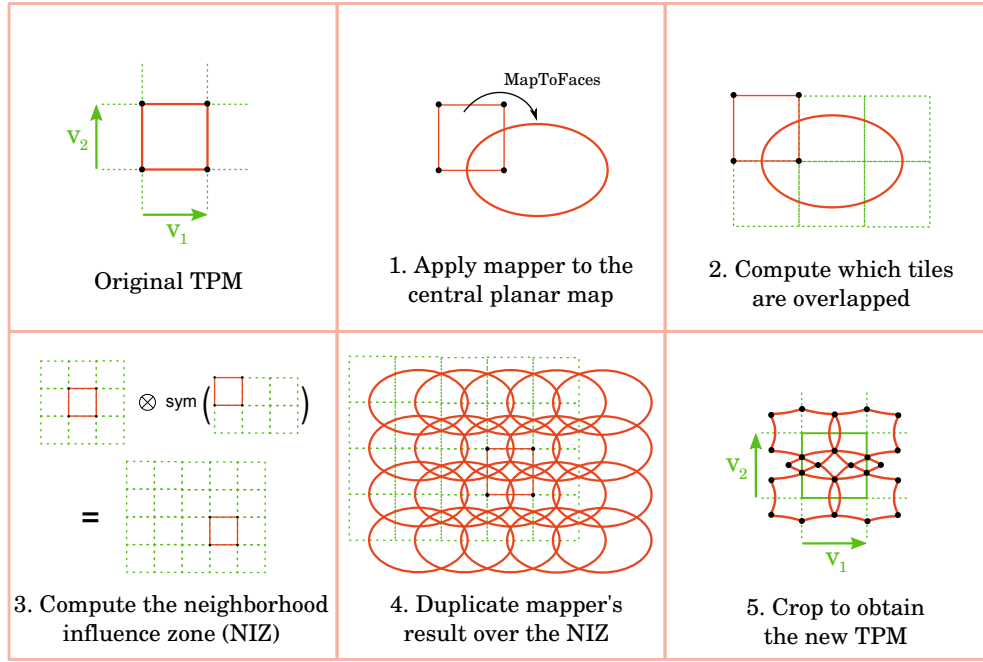 v2
v1
Original TPM
MapToFaces
1. Apply mapper to the
central planar map
2. Compute which tiles
are overlapped
⊗ sym ( )
=
3. Compute the neighborhood
influence zone (NIZ)
4. Duplicate mapper's
result over the NIZ
v2
v1
5. Crop to obtain
the new TPM